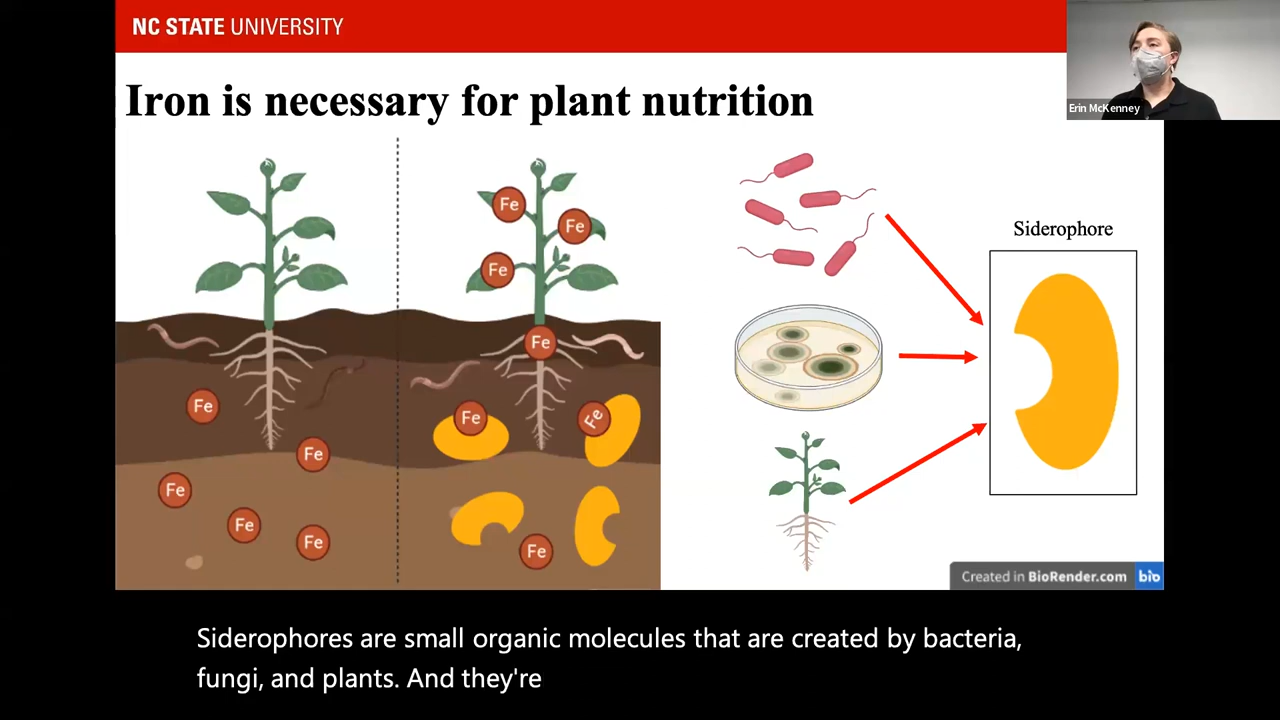 NC STATE UNIVERSITY
Erin McKenney
Iron is necessary for plant nutrition
Fe
Fe
Fe
Siderophore
Fe
Fe
Fe
Fe
Fe
Fe
Fe
Fe
Fe
Created in BioRender.com bio
Siderophores are small organic molecules that are created by bacteria,
fungi, and plants. And they're